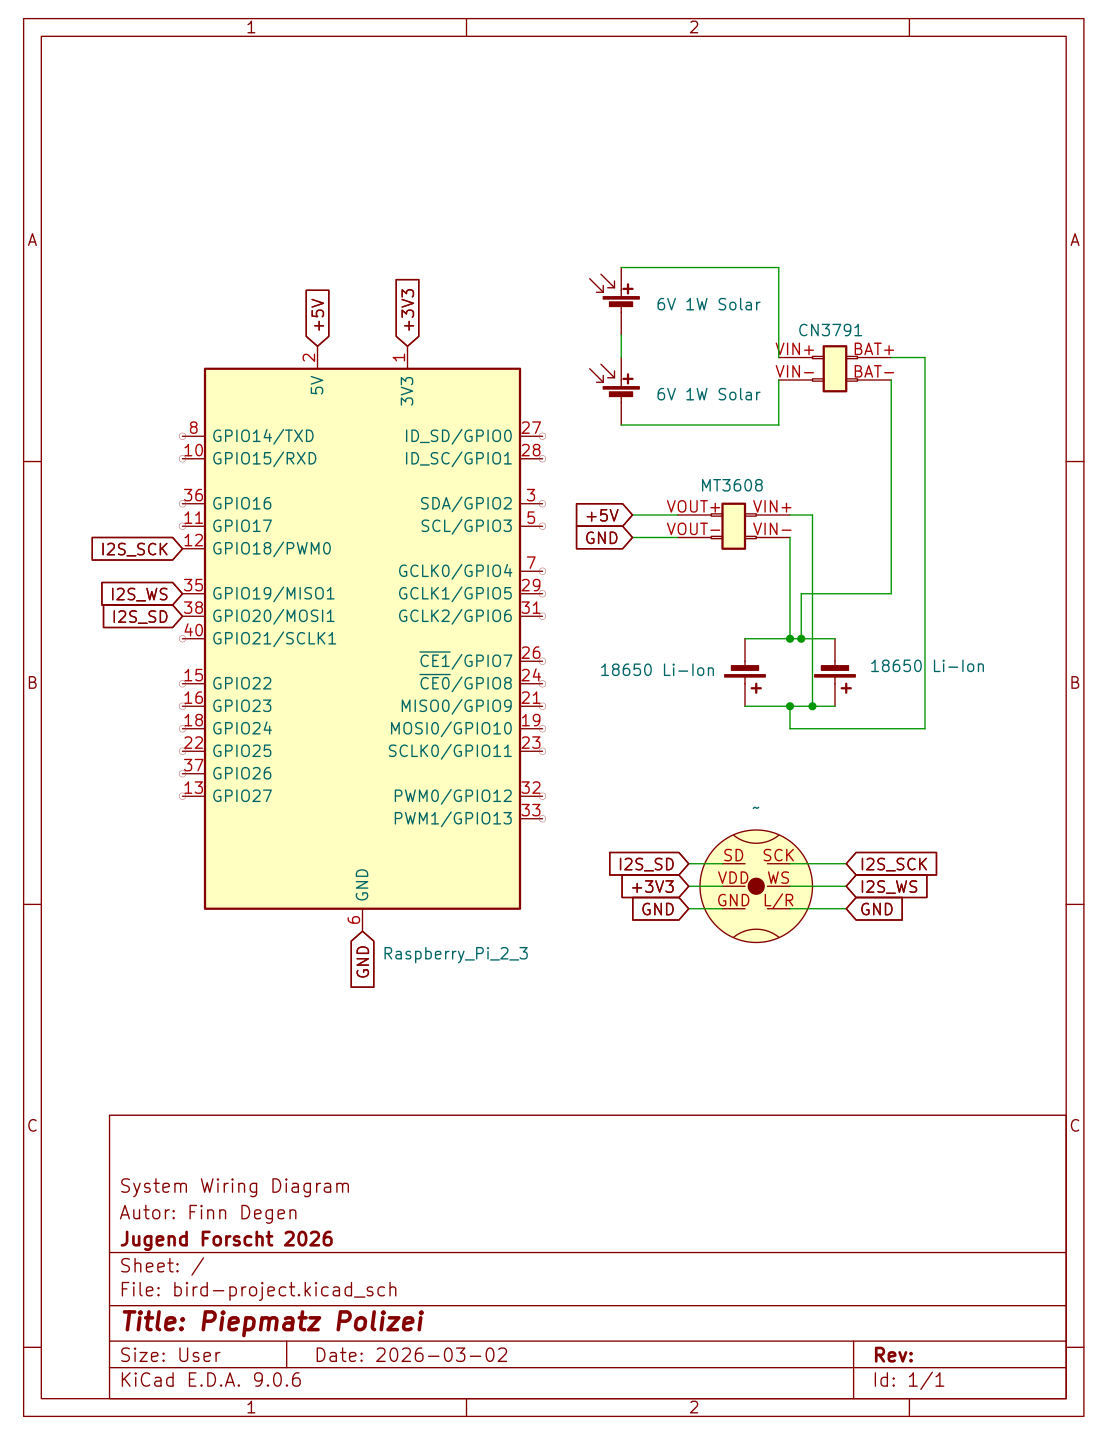 1 2
A A
B B
C C
1 2
+5V
+3V3
2
1
5V
3V3
8 GPIO14/TXD ID_SD/GPIO0 27
10 GPIO15/RXD ID_SC/GPIO1 28
36 GPIO16 SDA/GPIO2 3
11 GPIO17 SCL/GPIO3 5
I2S_SCK 12 GPIO18/PWM0
GCLK0/GPIO4 7
I2S_WS 35 GPIO19/MISO1 GCLK1/GPIO5 29
I2S_SD 38 GPIO20/MOSI1 GCLK2/GPIO6 31
40 GPIO21/SCLK1
CE1/GPIO7 26
15 GPIO22 CE0/GPIO8 24
16 GPIO23 MISO0/GPIO9 21
18 GPIO24 MOSI0/GPIO10 19
22 GPIO25 SCLK0/GPIO11 23
37 GPIO26
13 GPIO27 PWM0/GPIO12 32
PWM1/GPIO13 33
GND
6
GND
Raspberry_Pi_2_3
+
6V 1W Solar
+
6V 1W Solar
CN3791
VIN+ BAT+
VIN- BAT-
MT3608
+5V VOUT+ VIN+
GND VOUT- VIN-
18650 Li-Ion 18650 Li-Ion
+ +
~
I2S_SD SD SCK I2S_SCK
+3V3 VDD WS I2S_WS
GND GND L/R GND
System Wiring Diagram
Autor: Finn Degen
Jugend Forscht 2026
Sheet: /
File: bird-project.kicad_sch
Title: Piepmatz Polizei
Size: User Date: 2026-03-02 Rev:
KiCad E.D.A. 9.0.6 Id: 1/1